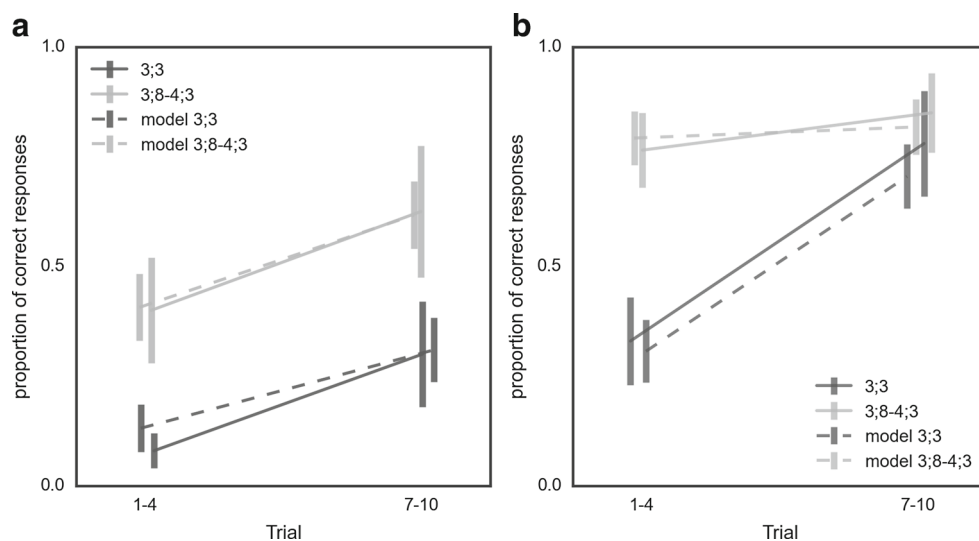 a
1.0
3;3
3;8-4;3
model 3;3
model 3;8-4;3
proportion of correct responses
0.5
0.0
1-4
7-10
Trial
b
1.0
proportion of correct responses
0.5
3;3
3;8-4;3
model 3;3
model 3;8-4;3
0.0
1-4
7-10
Trial